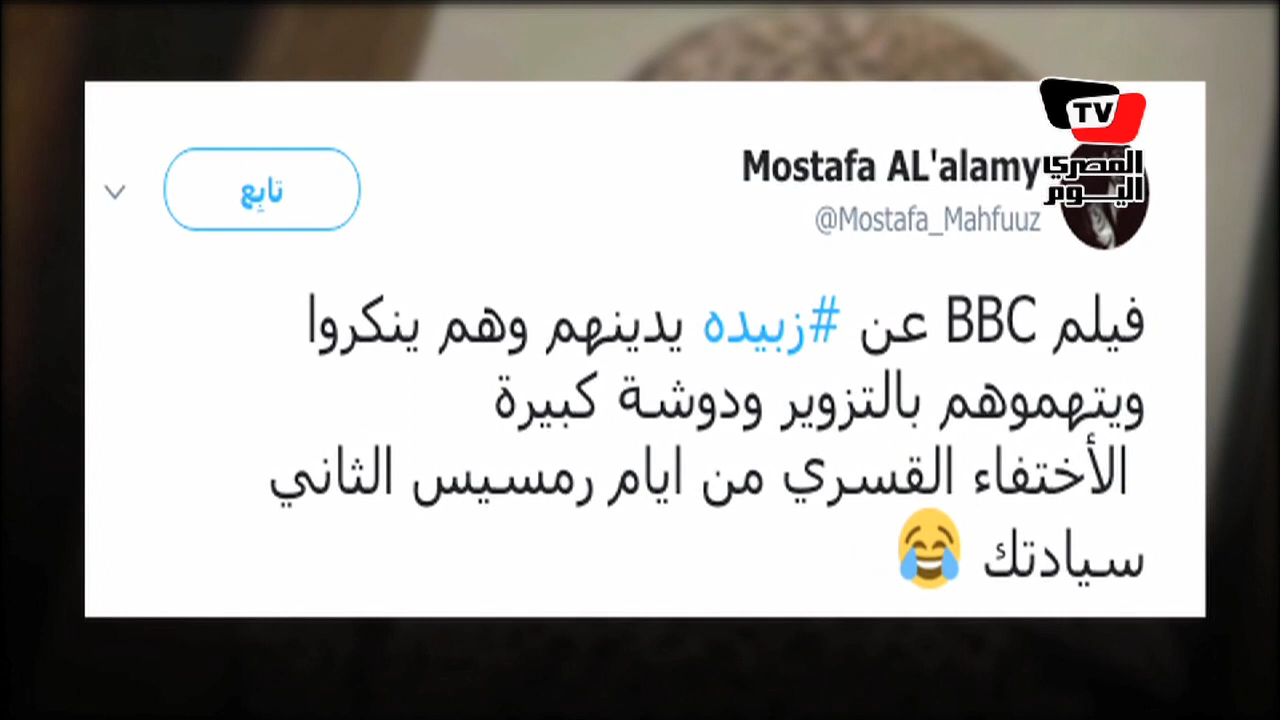 TV
المصري
اليوم
Mostafa AL'alamy
@Mostafa_Mahfuuz
تابِع
فيلم BBC عن #زبيده يدينهم وهم ينكروا
ويتهموهم بالتزوير ودوشة كبيرة
الأختفاء القسري من ايام رمسيس الثاني
سيادتك 😂